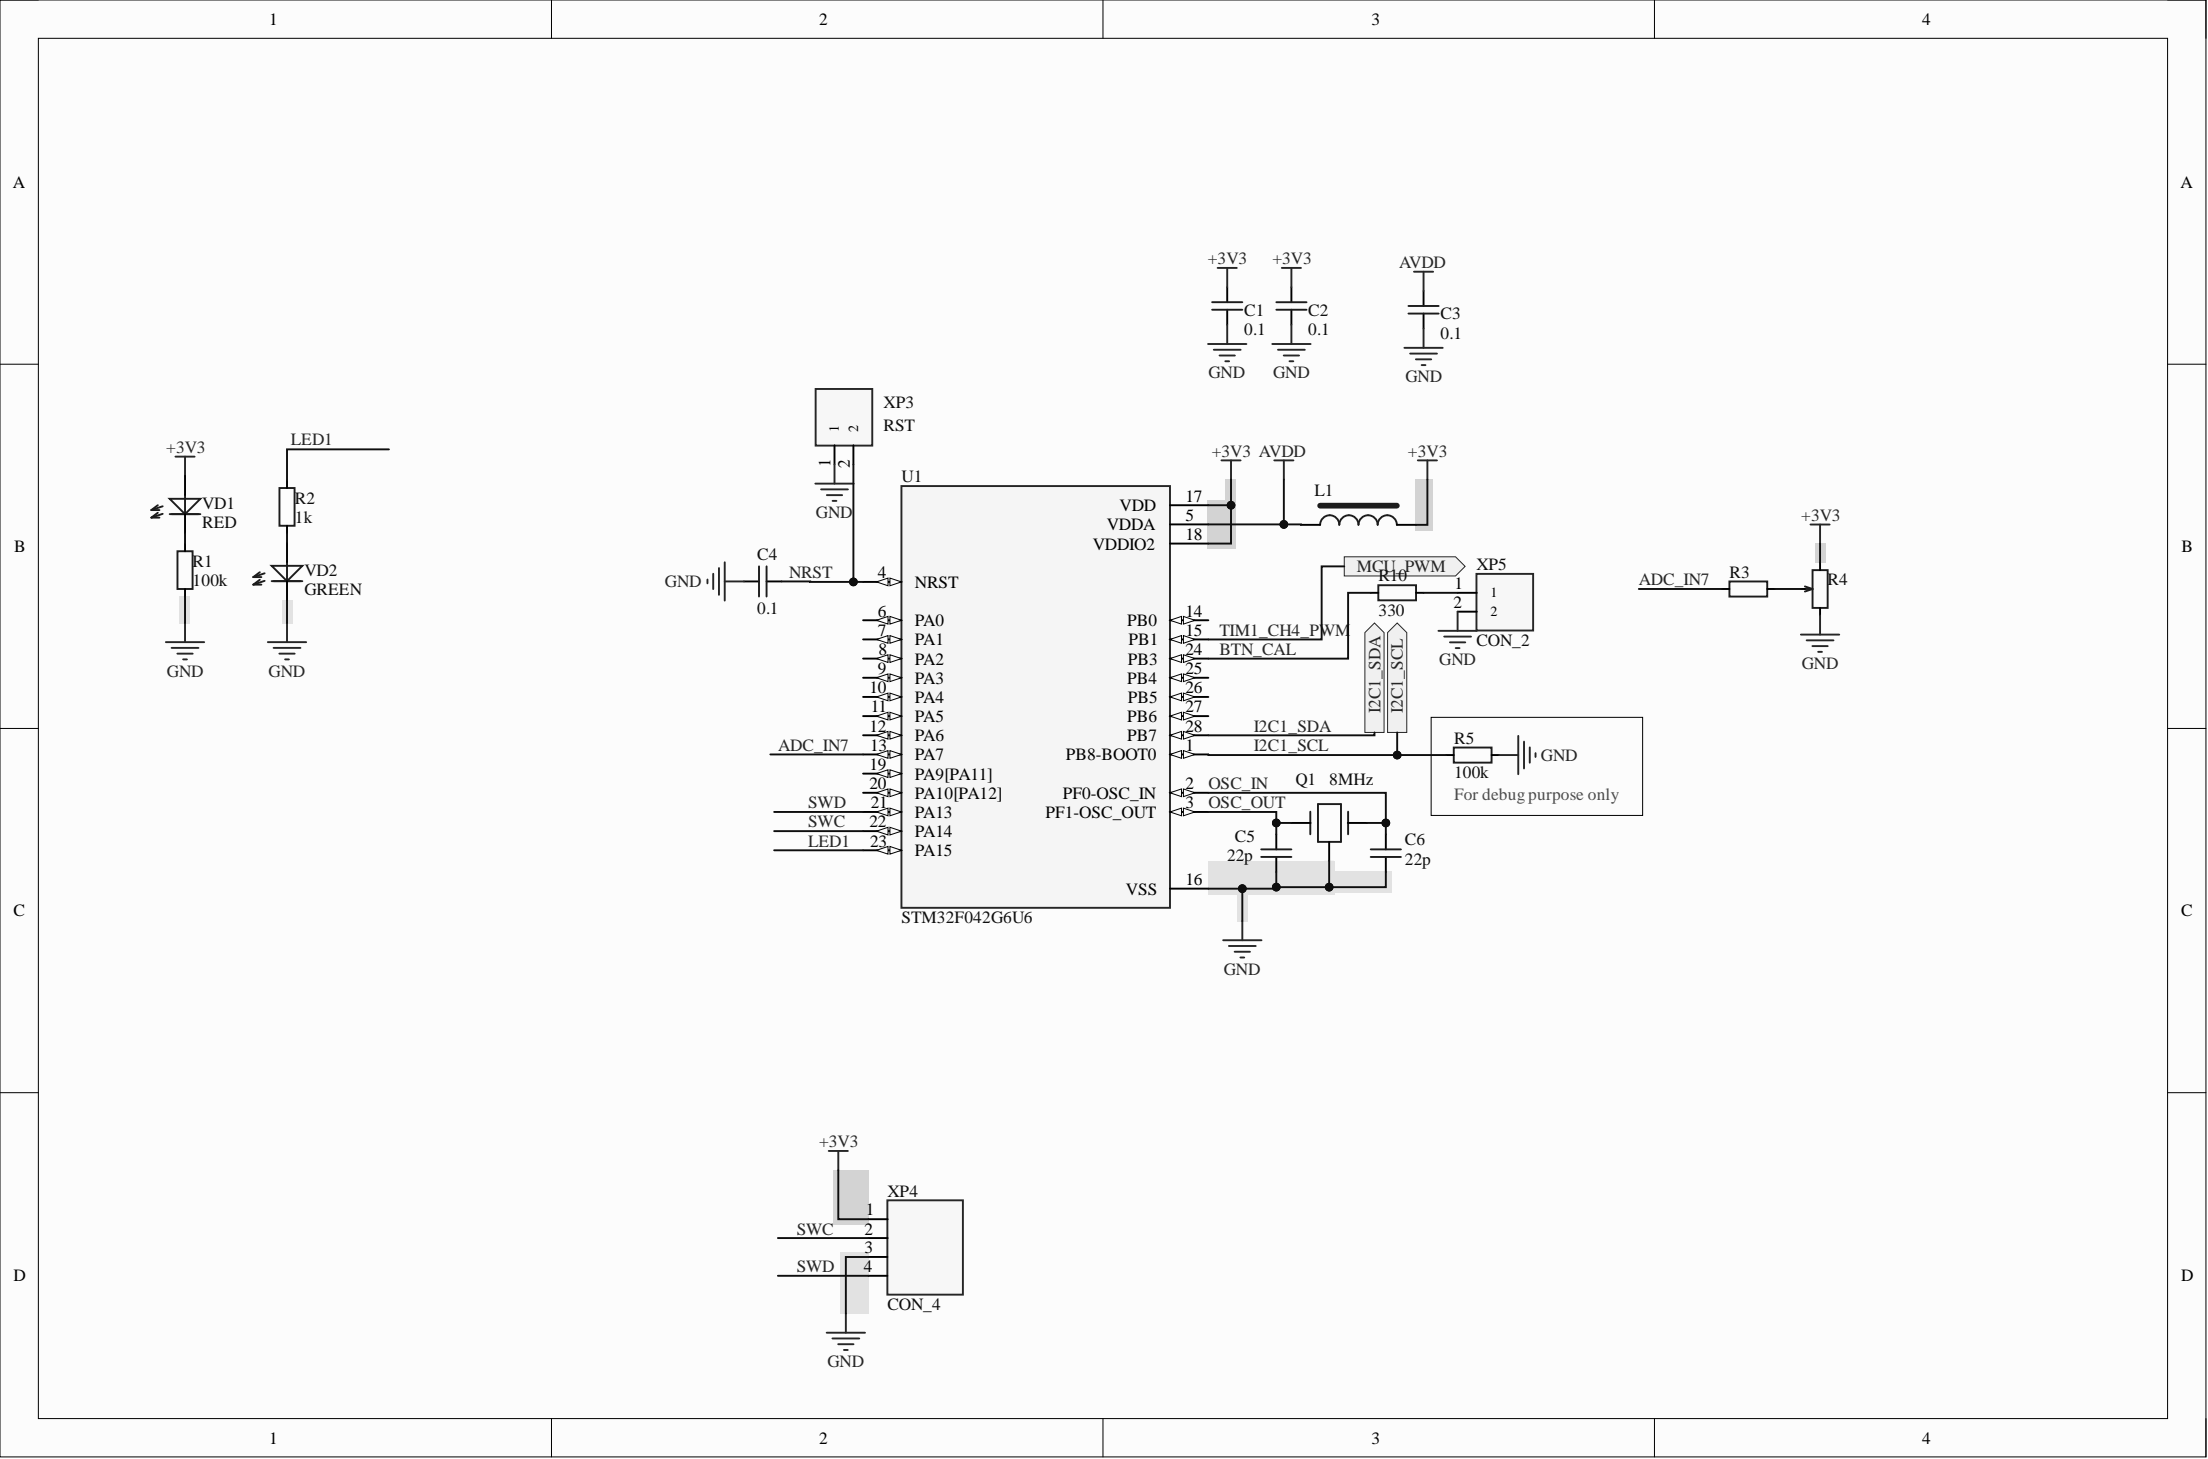 1 2 3 4
A A
+3V3 +3V3 AVDD
C1 C2 C3
0.1 0.1 0.1
GND GND GND
XP3
RST
1 2
1 2
GND
+3V3
VD1
RED
R1
100k
GND
LED1
R2
1k
VD2
GREEN
GND
B B
U1
+3V3 AVDD +3V3
L1
VDD 17
VDDA 5
VDDIO2 18
C4
GND NRST 4 NRST
0.1
6 PA0
7 PA1
8 PA2
9 PA3
10 PA4
11 PA5
12 PA6
ADC_IN7 13 PA7
19 PA9[PA11]
20 PA10[PA12]
SWD 21 PA13
SWC 22 PA14
LED1 23 PA15
PB0 14
PB1 15 TIM1_CH4_PWM
PB3 24 BTN_CAL
PB4 25
PB5 26
PB6 27
PB7 28 I2C1_SDA
PB8-BOOT0 1 I2C1_SCL
PF0-OSC_IN 2 OSC_IN
PF1-OSC_OUT 3 OSC_OUT
VSS 16
STM32F042G6U6
MCU_PWM
R10
330
XP5
1 1
2 2
CON_2
GND
I2C1_SDA
I2C1_SCL
R5
100k
GND
For debug purpose only
Q1 8MHz
C5
22p
C6
22p
GND
+3V3
ADC_IN7 R3 R4
GND
C C
+3V3
XP4
1
SWC 2
3
SWD 4
CON_4
GND
D D
1 2 3 4